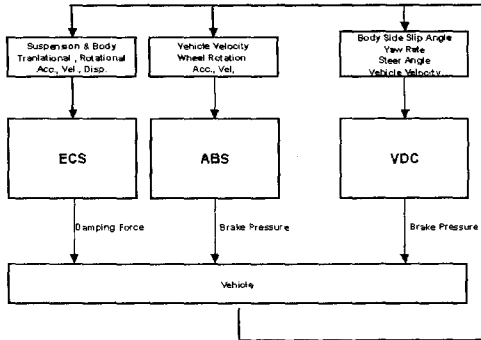 Suspension & Body
Tranlational , Rotational
Acc., Vel , Disp.
Vehicle Velocity
Wheel Rotation
Acc., Vel,
Body Side Slip Angle
Yaw Rate
Steer Angle
Vehicle Velocity
ECS
ABS
VDC
Damping Force
Brake Pressure
Brake Pressure
Vehicle